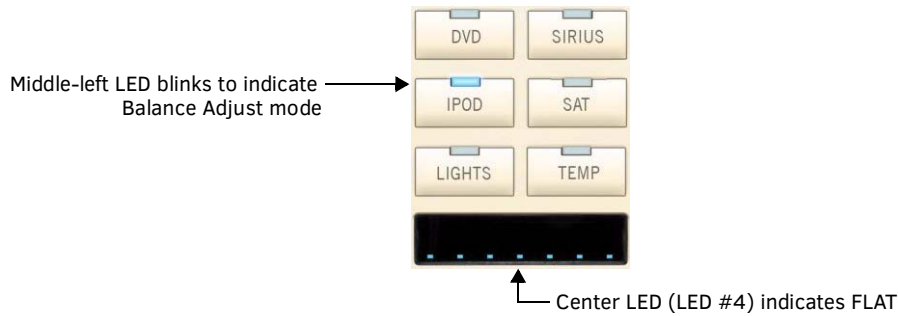 DVD SIRIUS
Middle-left LED blinks to indicate
Balance Adjust mode
IPOD SAT
LIGHTS TEMP
Center LED (LED #4) indicates FLAT